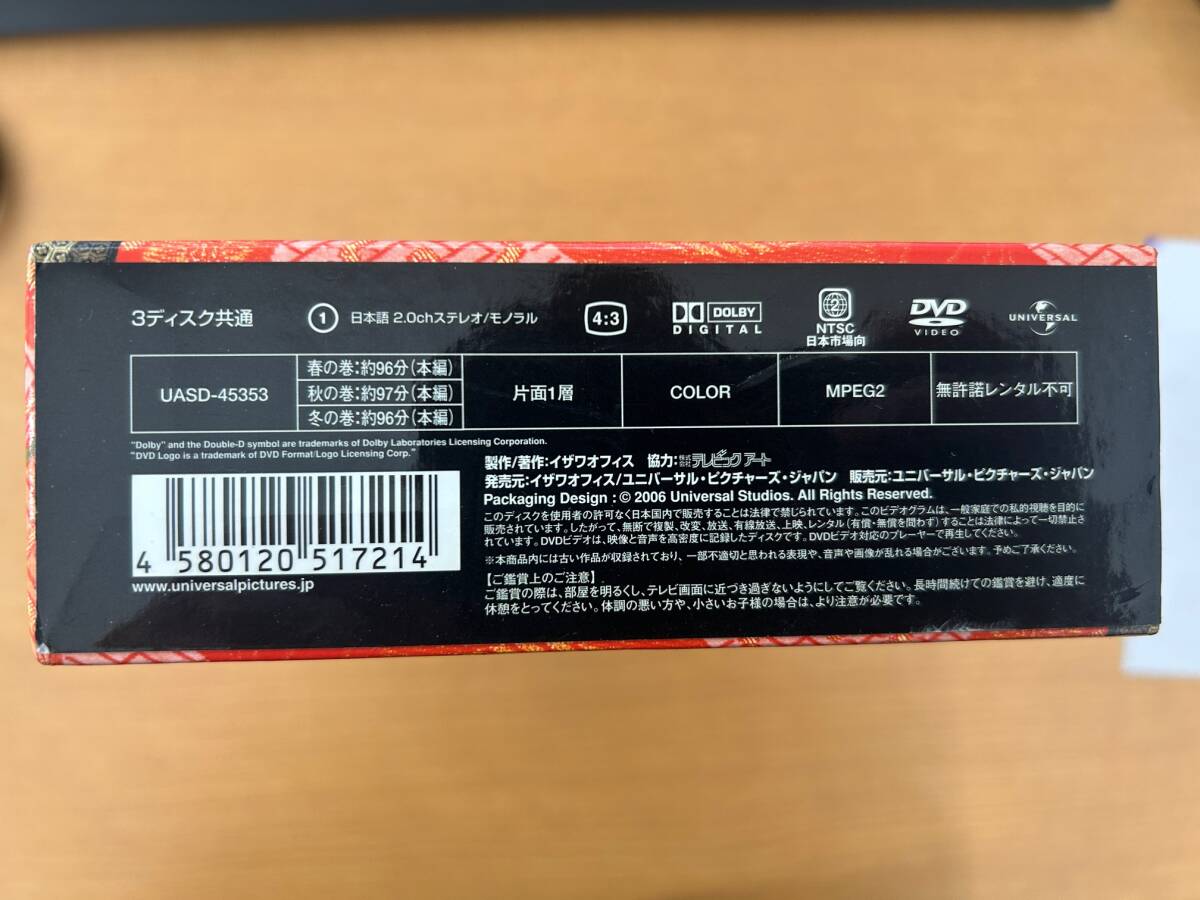 3ディスク共通
① 日本語 2.0chステレオ/モノラル
4:3
DOLBY
DIGITAL
2
NTSC
日本市場向
DVD
VIDEO
UNIVERSAL
UASD-45353
春の巻:約96分(本編)
秋の巻:約97分(本編)
冬の巻:約96分(本編)
片面1層
COLOR
MPEG2
無許諾レンタル不可
"Dolby" and the Double-D symbol are trademarks of Dolby Laboratories Licensing Corporation.
"DVD Logo is a trademark of DVD Format/Logo Licensing Corp."
4 580120 517214
www.universalpictures.jp
製作/著作:イザワオフィス 協力:株式会社テレビックアート
発売元:イザワオフィス/ユニバーサル・ピクチャーズ・ジャパン 販売元:ユニバーサル・ピクチャーズ・ジャパン
Packaging Design : © 2006 Universal Studios. All Rights Reserved.
このディスクを使用者の許可なく日本国内で販売することは法律で禁じられています。このビデオグラムは、一般家庭での私的視聴を目的に
販売されています。したがって、無断で複製、改変、放送、有線放送、上映、レンタル(有償・無償を問わず)することは法律によって一切禁止さ
れています。DVDビデオは、映像と音声を高密度に記録したディスクです。DVDビデオ対応のプレーヤーで再生してください。
※本商品内には古い作品が収録されており、一部不適切と思われる表現や、音声や画像が乱れる場合がございます。予めご了承ください。
【ご鑑賞上のご注意】
ご鑑賞の際は、部屋を明るくし、テレビ画面に近づき過ぎないようにしてご覧ください。長時間続けての鑑賞を避け、適度に
休憩をとってください。体調の悪い方や、小さいお子様の場合は、より注意が必要です。